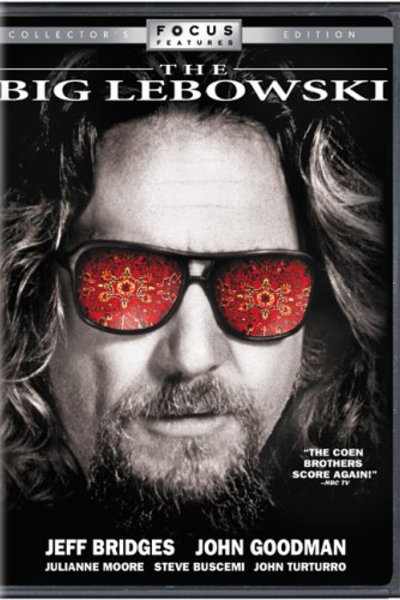 COLLECTOR'S FOCUS FEATURES EDITION
THE
BIG LEBOWSKI
"THE COEN
BROTHERS
SCORE AGAIN!"
–NBC TV
JEFF BRIDGES JOHN GOODMAN
JULIANNE MOORE STEVE BUSCEMI JOHN TURTURRO